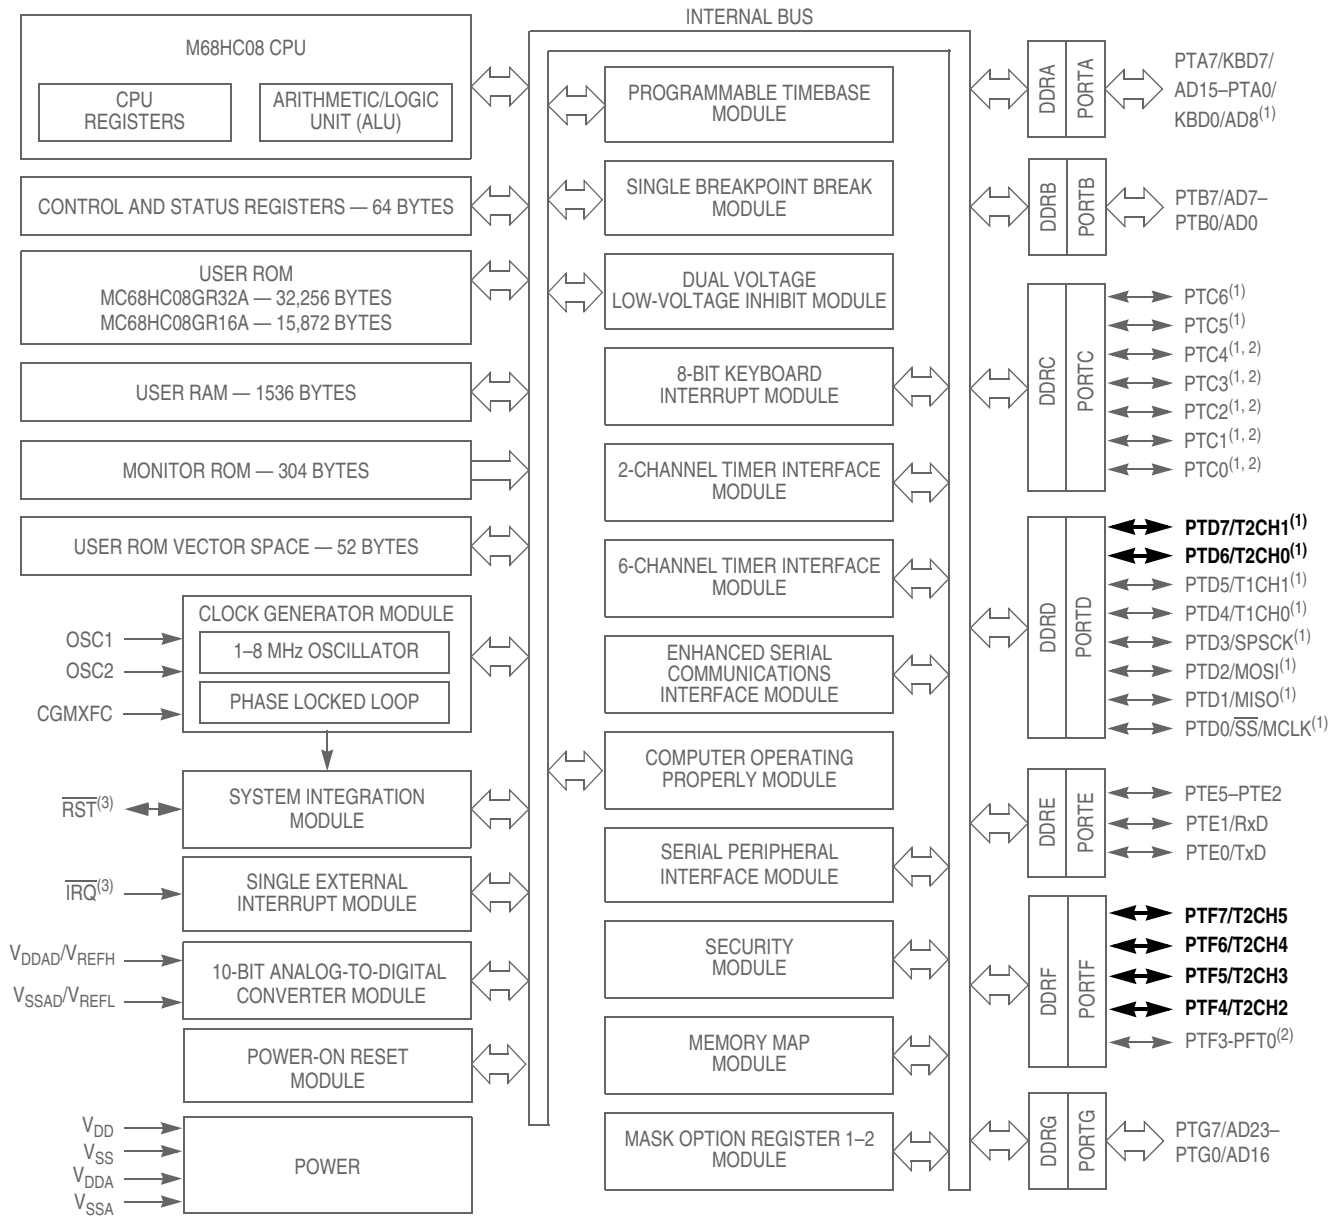 INTERNAL BUS
M68HC08 CPU
CPU
REGISTERS
ARITHMETIC/LOGIC
UNIT (ALU)
CONTROL AND STATUS REGISTERS — 64 BYTES
USER ROM
MC68HC08GR32A — 32,256 BYTES
MC68HC08GR16A — 15,872 BYTES
USER RAM — 1536 BYTES
MONITOR ROM — 304 BYTES
USER ROM VECTOR SPACE — 52 BYTES
CLOCK GENERATOR MODULE
1–8 MHz OSCILLATOR
PHASE LOCKED LOOP
OSC1
OSC2
CGMXFC
SYSTEM INTEGRATION
MODULE
RST(3)
SINGLE EXTERNAL
INTERRUPT MODULE
IRQ(3)
10-BIT ANALOG-TO-DIGITAL
CONVERTER MODULE
VDDAD/VREFH
VSSAD/VREFL
POWER-ON RESET
MODULE
POWER
VDD
VSS
VDDA
VSSA
PROGRAMMABLE TIMEBASE
MODULE
SINGLE BREAKPOINT BREAK
MODULE
DUAL VOLTAGE
LOW-VOLTAGE INHIBIT MODULE
8-BIT KEYBOARD
INTERRUPT MODULE
2-CHANNEL TIMER INTERFACE
MODULE
6-CHANNEL TIMER INTERFACE
MODULE
ENHANCED SERIAL
COMMUNICATIONS
INTERFACE MODULE
COMPUTER OPERATING
PROPERLY MODULE
SERIAL PERIPHERAL
INTERFACE MODULE
SECURITY
MODULE
MEMORY MAP
MODULE
MASK OPTION REGISTER 1–2
MODULE
DDRA
PORTA
PTA7/KBD7/
AD15–PTA0/
KBD0/AD8(1)
DDRB
PORTB
PTB7/AD7–
PTB0/AD0
DDRC
PORTC
PTC6(1)
PTC5(1)
PTC4(1, 2)
PTC3(1, 2)
PTC2(1, 2)
PTC1(1, 2)
PTC0(1, 2)
DDRD
PORTD
PTD7/T2CH1(1)
PTD6/T2CH0(1)
PTD5/T1CH1(1)
PTD4/T1CH0(1)
PTD3/SPSCK(1)
PTD2/MOSI(1)
PTD1/MISO(1)
PTD0/SS/MCLK(1)
DDRE
PORTE
PTE5–PTE2
PTE1/RxD
PTE0/TxD
DDRF
PORTF
PTF7/T2CH5
PTF6/T2CH4
PTF5/T2CH3
PTF4/T2CH2
PTF3-PFT0(2)
DDRG
PORTG
PTG7/AD23–
PTG0/AD16